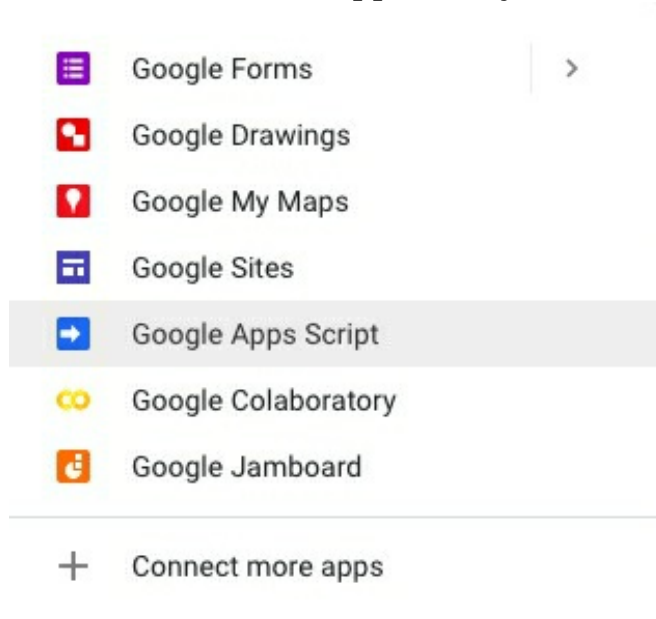 Google Forms
Google Drawings
Google My Maps
Google Sites
Google Apps Script
Google Colaboratory
Google Jamboard
Connect more apps